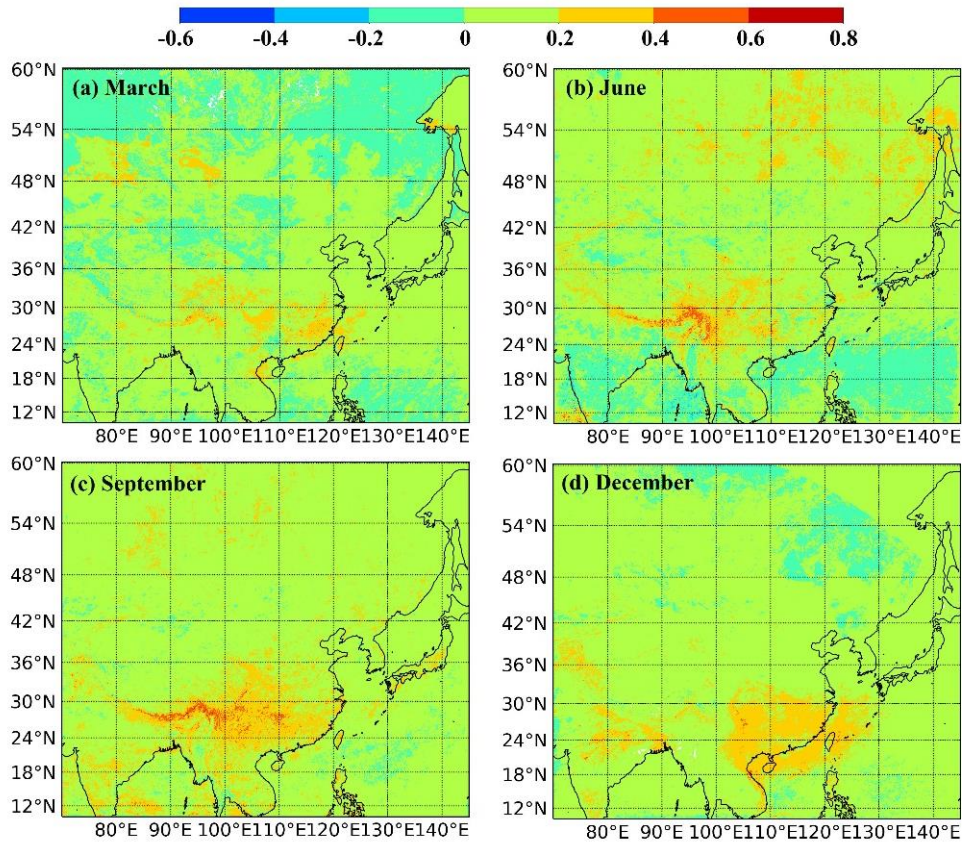 -0.6 -0.4 -0.2 0 0.2 0.4 0.6 0.8
60°N (a) March
54°N
48°N
42°N
36°N
30°N
24°N
18°N
12°N
80°E 90°E 100°E 110°E 120°E 130°E 140°E
(b) June
60°N
54°N
48°N
42°N
36°N
30°N
24°N
18°N
12°N
80°E 90°E 100°E 110°E 120°E 130°E 140°E
60°N
(c) September
54°N
48°N
42°N
36°N
30°N
24°N
18°N
12°N
80°E 90°E 100°E 110°E 120°E 130°E 140°E
60°N
(d) December
54°N
48°N
42°N
36°N
30°N
24°N
18°N
12°N
80°E 90°E 100°E 110°E 120°E 130°E 140°E